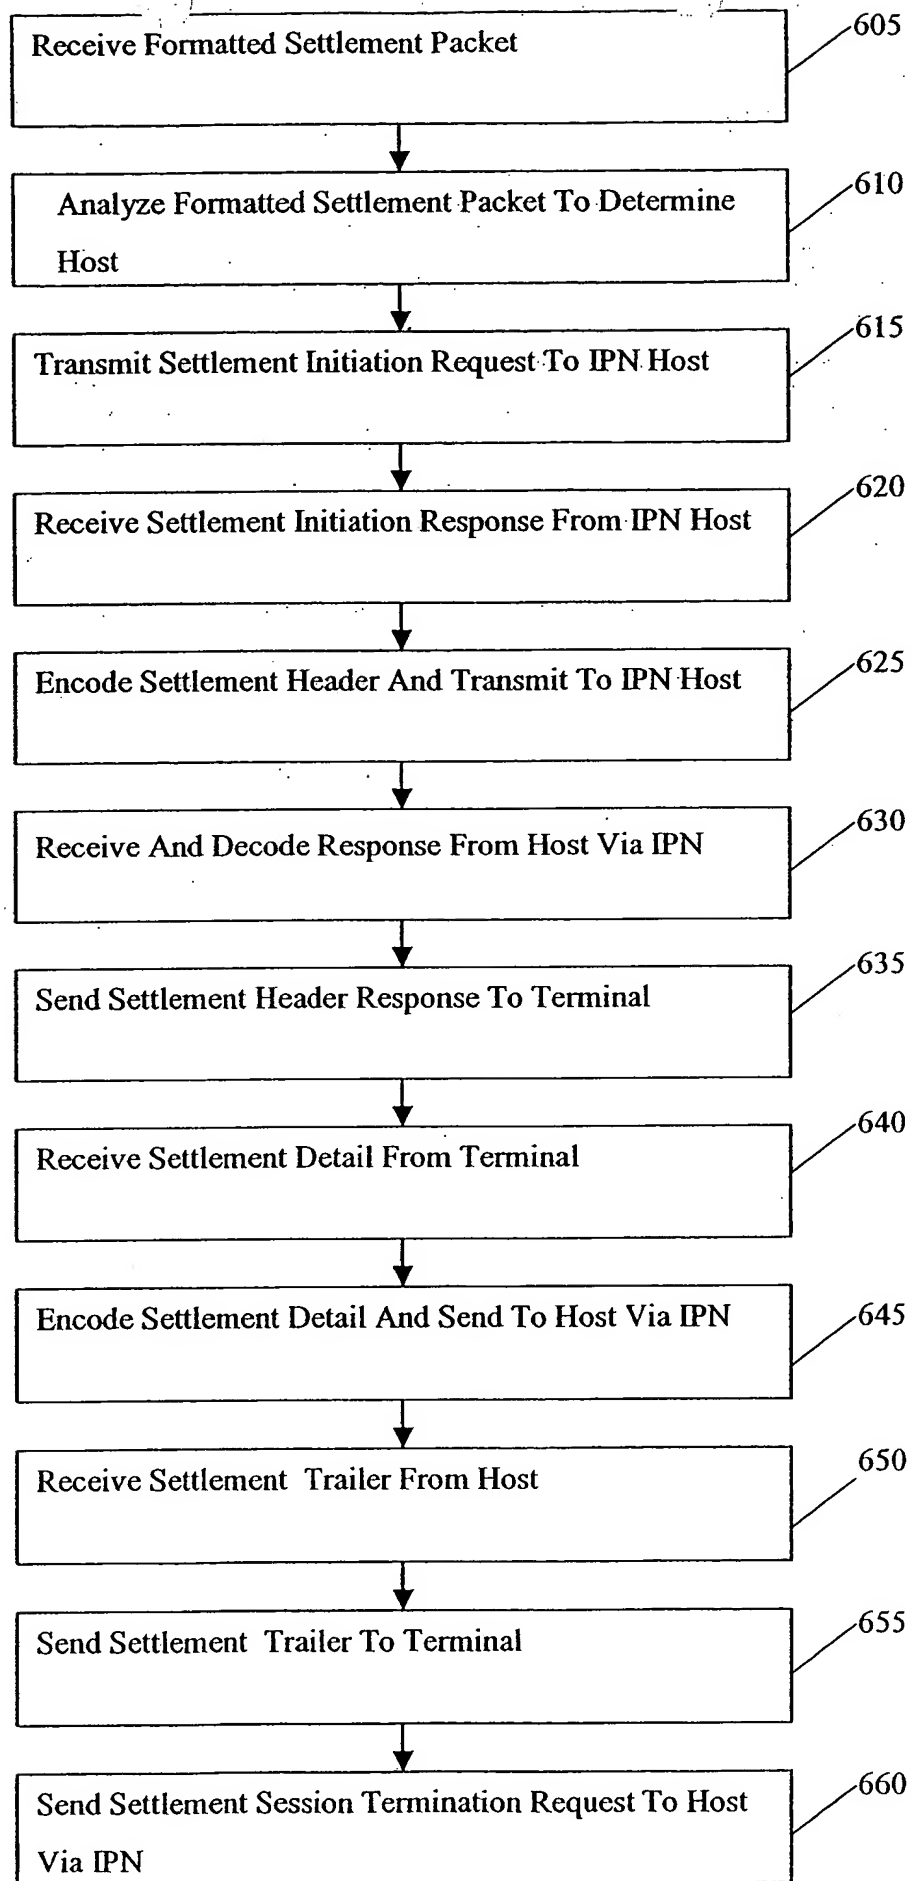 Receive Formatted Settlement Packet
605
Analyze Formatted Settlement Packet To Determine
Host
610
Transmit Settlement Initiation Request To IPN Host
615
Receive Settlement Initiation Response From IPN Host
620
Encode Settlement Header And Transmit To IPN Host
625
Receive And Decode Response From Host Via IPN
630
Send Settlement Header Response To Terminal
635
Receive Settlement Detail From Terminal
640
Encode Settlement Detail And Send To Host Via IPN
645
Receive Settlement Trailer From Host
650
Send Settlement Trailer To Terminal
655
Send Settlement Session Termination Request To Host
Via IPN
660